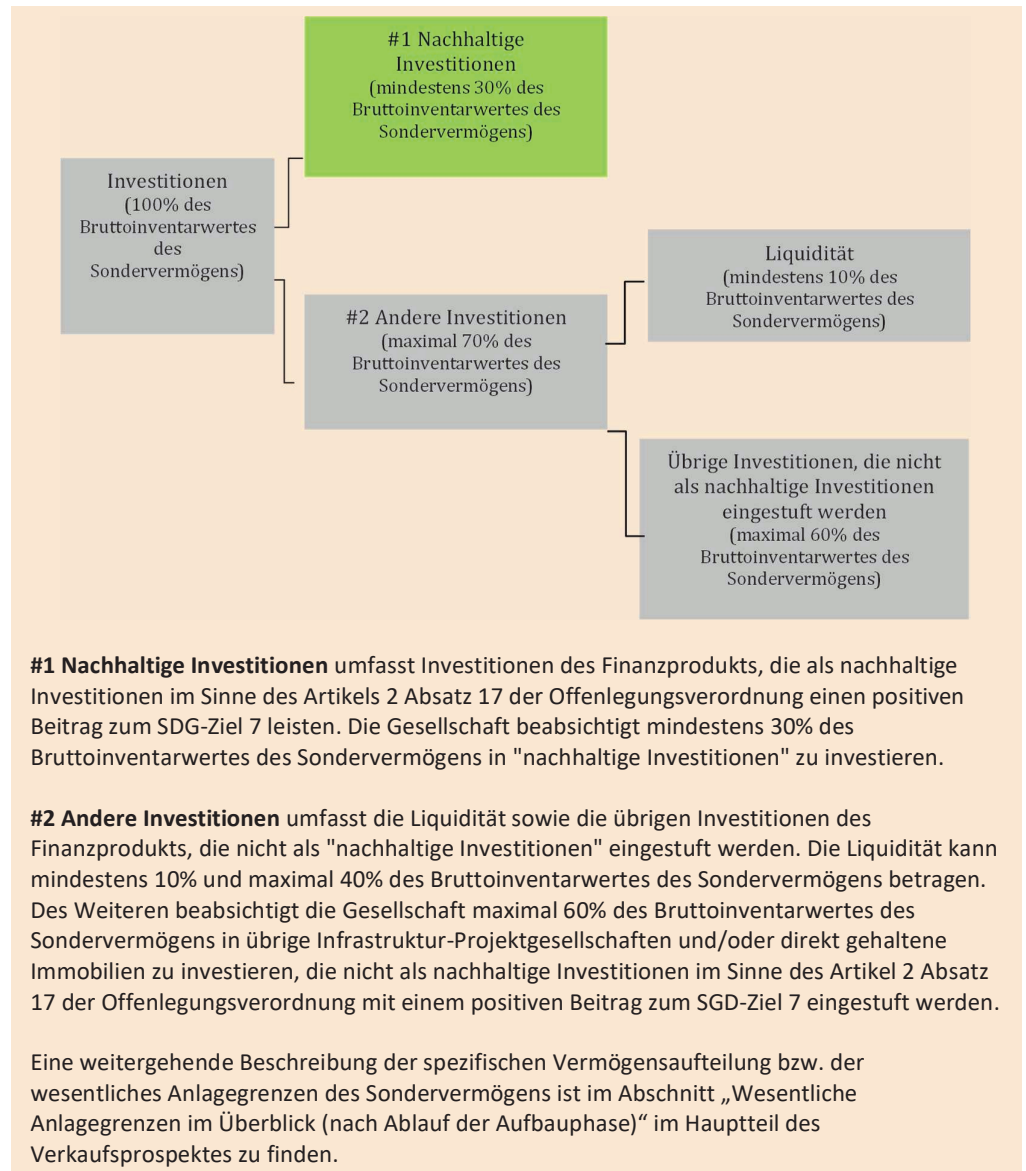 #1 Nachhaltige
Investitionen
(mindestens 30% des
Bruttoinventarwertes des
Sondervermögens)
Investitionen
(100% des
Bruttoinventarwertes
des
Sondervermögens)
#2 Andere Investitionen
(maximal 70% des
Bruttoinventarwertes des
Sondervermögens)
Liquidität
(mindestens 10% des
Bruttoinventarwertes des
Sondervermögens)
Übrige Investitionen, die nicht
als nachhaltige Investitionen
eingestuft werden
(maximal 60% des
Bruttoinventarwertes des
Sondervermögens)
#1 Nachhaltige Investitionen umfasst Investitionen des Finanzprodukts, die als nachhaltige
Investitionen im Sinne des Artikels 2 Absatz 17 der Offenlegungsverordnung einen positiven
Beitrag zum SDG-Ziel 7 leisten. Die Gesellschaft beabsichtigt mindestens 30% des
Bruttoinventarwertes des Sondervermögens in "nachhaltige Investitionen" zu investieren.
#2 Andere Investitionen umfasst die Liquidität sowie die übrigen Investitionen des
Finanzprodukts, die nicht als "nachhaltige Investitionen" eingestuft werden. Die Liquidität kann
mindestens 10% und maximal 40% des Bruttoinventarwertes des Sondervermögens betragen.
Des Weiteren beabsichtigt die Gesellschaft maximal 60% des Bruttoinventarwertes des
Sondervermögens in übrige Infrastruktur-Projektgesellschaften und/oder direkt gehaltene
Immobilien zu investieren, die nicht als nachhaltige Investitionen im Sinne des Artikel 2 Absatz
17 der Offenlegungsverordnung mit einem positiven Beitrag zum SGD-Ziel 7 eingestuft werden.
Eine weitergehende Beschreibung der spezifischen Vermögensaufteilung bzw. der
wesentliches Anlagegrenzen des Sondervermögens ist im Abschnitt „Wesentliche
Anlagegrenzen im Überblick (nach Ablauf der Aufbauphase)“ im Hauptteil des
Verkaufsprospektes zu finden.